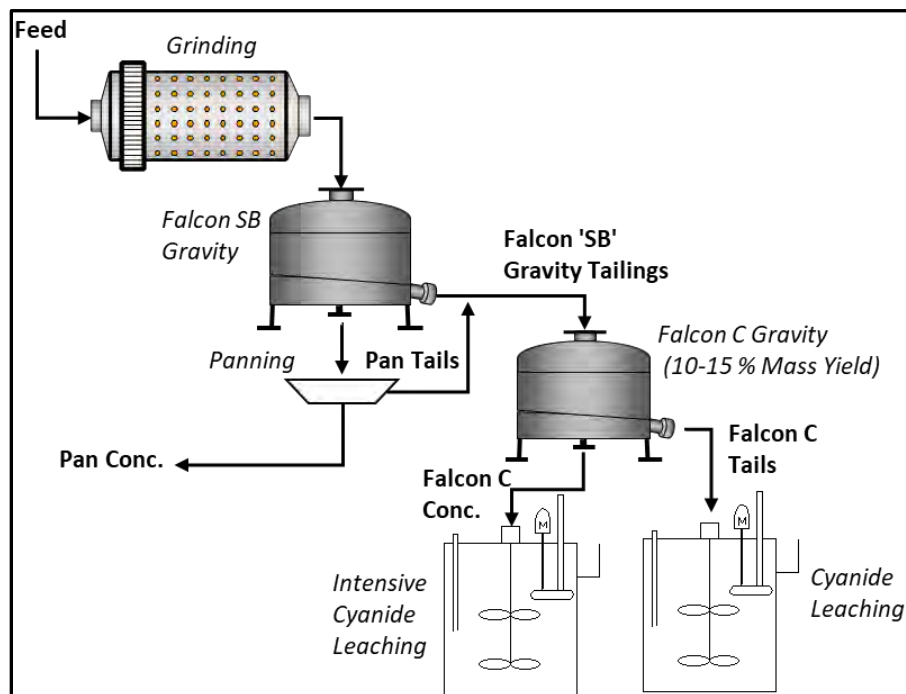 Feed
Grinding
Falcon SB
Gravity
Falcon 'SB'
Gravity Tailings
Panning
Pan Tails
Falcon C Gravity
(10-15 % Mass Yield)
Pan Conc.
Falcon C
Conc.
Falcon C
Tails
M
M
Intensive
Cyanide
Leaching
Cyanide
Leaching